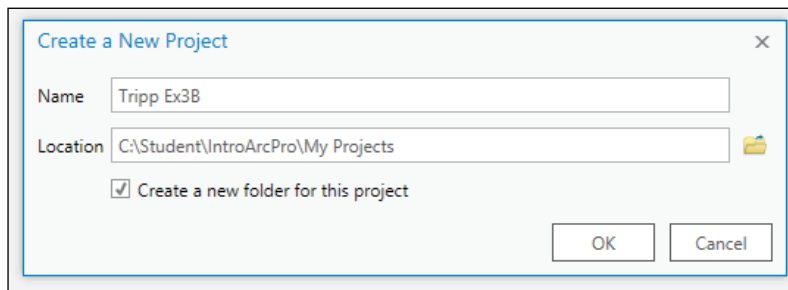 Create a New Project
Name Tripp Ex3B
Location C:\Student\IntroArcPro\My Projects
Create a new folder for this project
OK Cancel